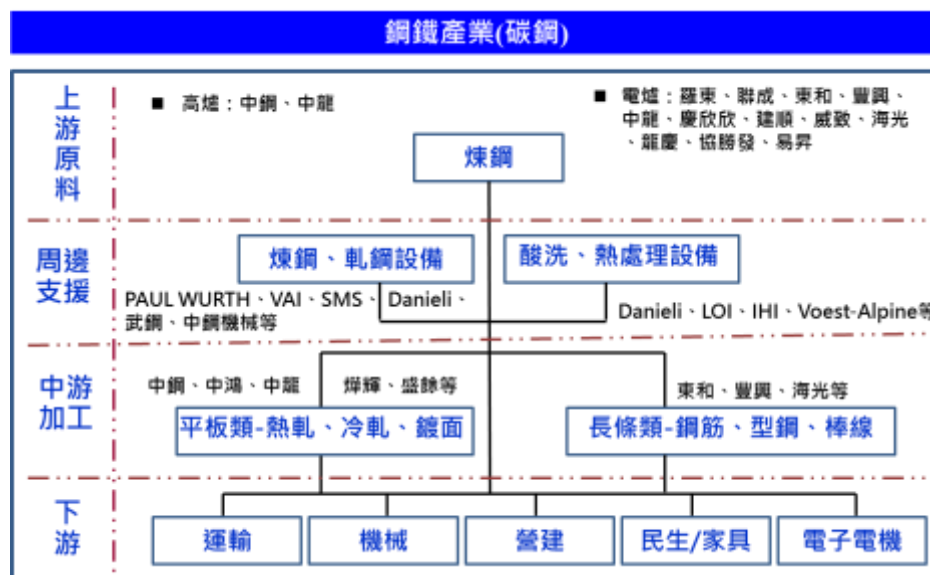 鋼鐵產業(碳鋼)
上游原料
■ 高爐：中鋼、中龍
■ 電爐：羅東、聯成、東和、豐興、
中龍、慶欣欣、建順、威致、海光
、龍慶、協勝發、易昇
煉鋼
周邊
支援
煉鋼、軋鋼設備
酸洗、熱處理設備
PAUL WURTH、VAI、SMS、Danieli、
武鋼、中鋼機械等
Danieli、LOI、IHI、Voest-Alpine等
中游
加工
中鋼、中鴻、中龍
燁輝、盛餘等
東和、豐興、海光等
平板類-熱軋、冷軋、鍍面
長條類-鋼筋、型鋼、棒線
下游
運輸
機械
營建
民生/家具
電子電機